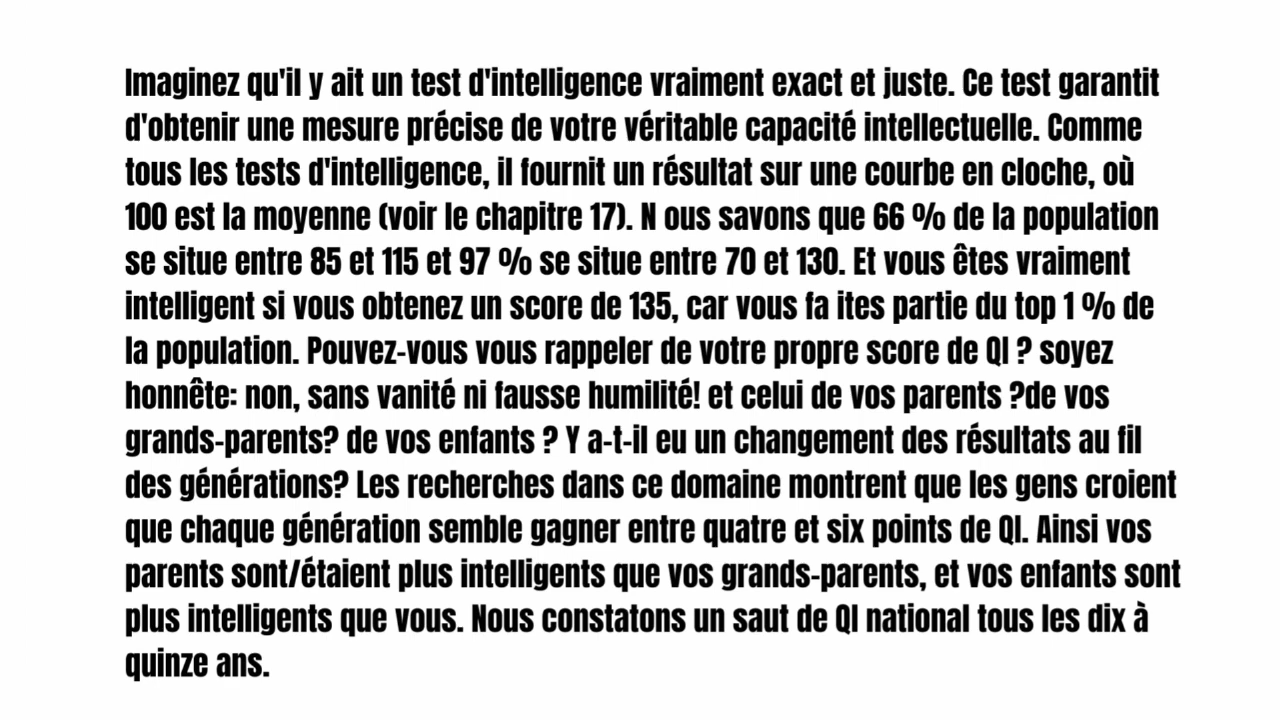 Imaginez qu'il y ait un test d'intelligence vraiment exact et juste. Ce test garantit
d'obtenir une mesure précise de votre véritable capacité intellectuelle. Comme
tous les tests d'intelligence, il fournit un résultat sur une courbe en cloche, où
100 est la moyenne (voir le chapitre 17). N ous savons que 66 % de la population
se situe entre 85 et 115 et 97 % se situe entre 70 et 130. Et vous êtes vraiment
intelligent si vous obtenez un score de 135, car vous fa ites partie du top 1 % de
la population. Pouvez-vous vous rappeler de votre propre score de QI ? soyez
honnête: non, sans vanité ni fausse humilité! et celui de vos parents ?de vos
grands-parents? de vos enfants ? Y a-t-il eu un changement des résultats au fil
des générations? Les recherches dans ce domaine montrent que les gens croient
que chaque génération semble gagner entre quatre et six points de QI. Ainsi vos
parents sont/étaient plus intelligents que vos grands-parents, et vos enfants sont
plus intelligents que vous. Nous constatons un saut de QI national tous les dix à
quinze ans.